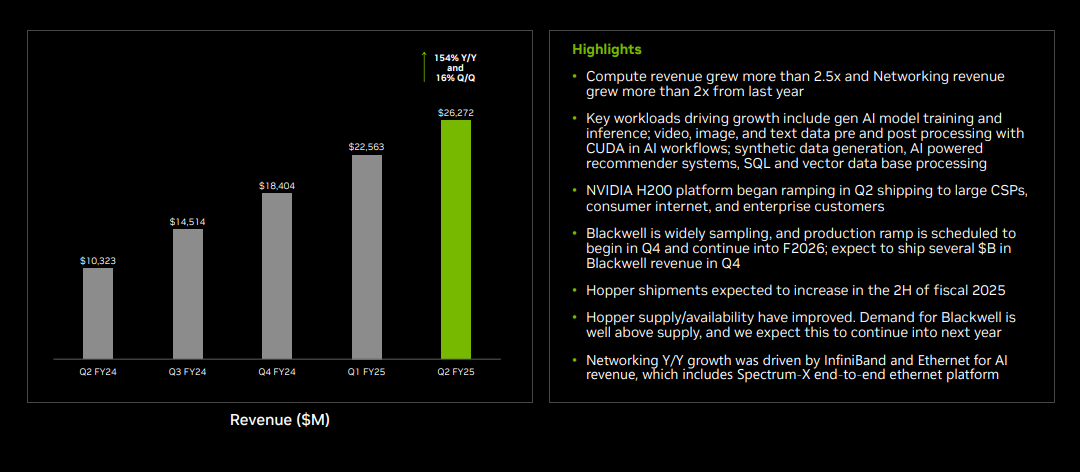 154% Y/Y
and
16% Q/Q
$26,272
$22,563
$18,404
$14,514
$10,323
Q2 FY24
Q3 FY24
Q4 FY24
Q1 FY25
Q2 FY25
Revenue ($M)
Highlights
• Compute revenue grew more than 2.5x and Networking revenue
grew more than 2x from last year
• Key workloads driving growth include gen AI model training and
inference; video, image, and text data pre and post processing with
CUDA in AI workflows; synthetic data generation, AI powered
recommender systems, SQL and vector data base processing
• NVIDIA H200 platform began ramping in Q2 shipping to large CSPs,
consumer internet, and enterprise customers
• Blackwell is widely sampling, and production ramp is scheduled to
begin in Q4 and continue into F2026; expect to ship several $B in
Blackwell revenue in Q4
• Hopper shipments expected to increase in the 2H of fiscal 2025
• Hopper supply/availability have improved. Demand for Blackwell is
well above supply, and we expect this to continue into next year
• Networking Y/Y growth was driven by InfiniBand and Ethernet for AI
revenue, which includes Spectrum-X end-to-end ethernet platform